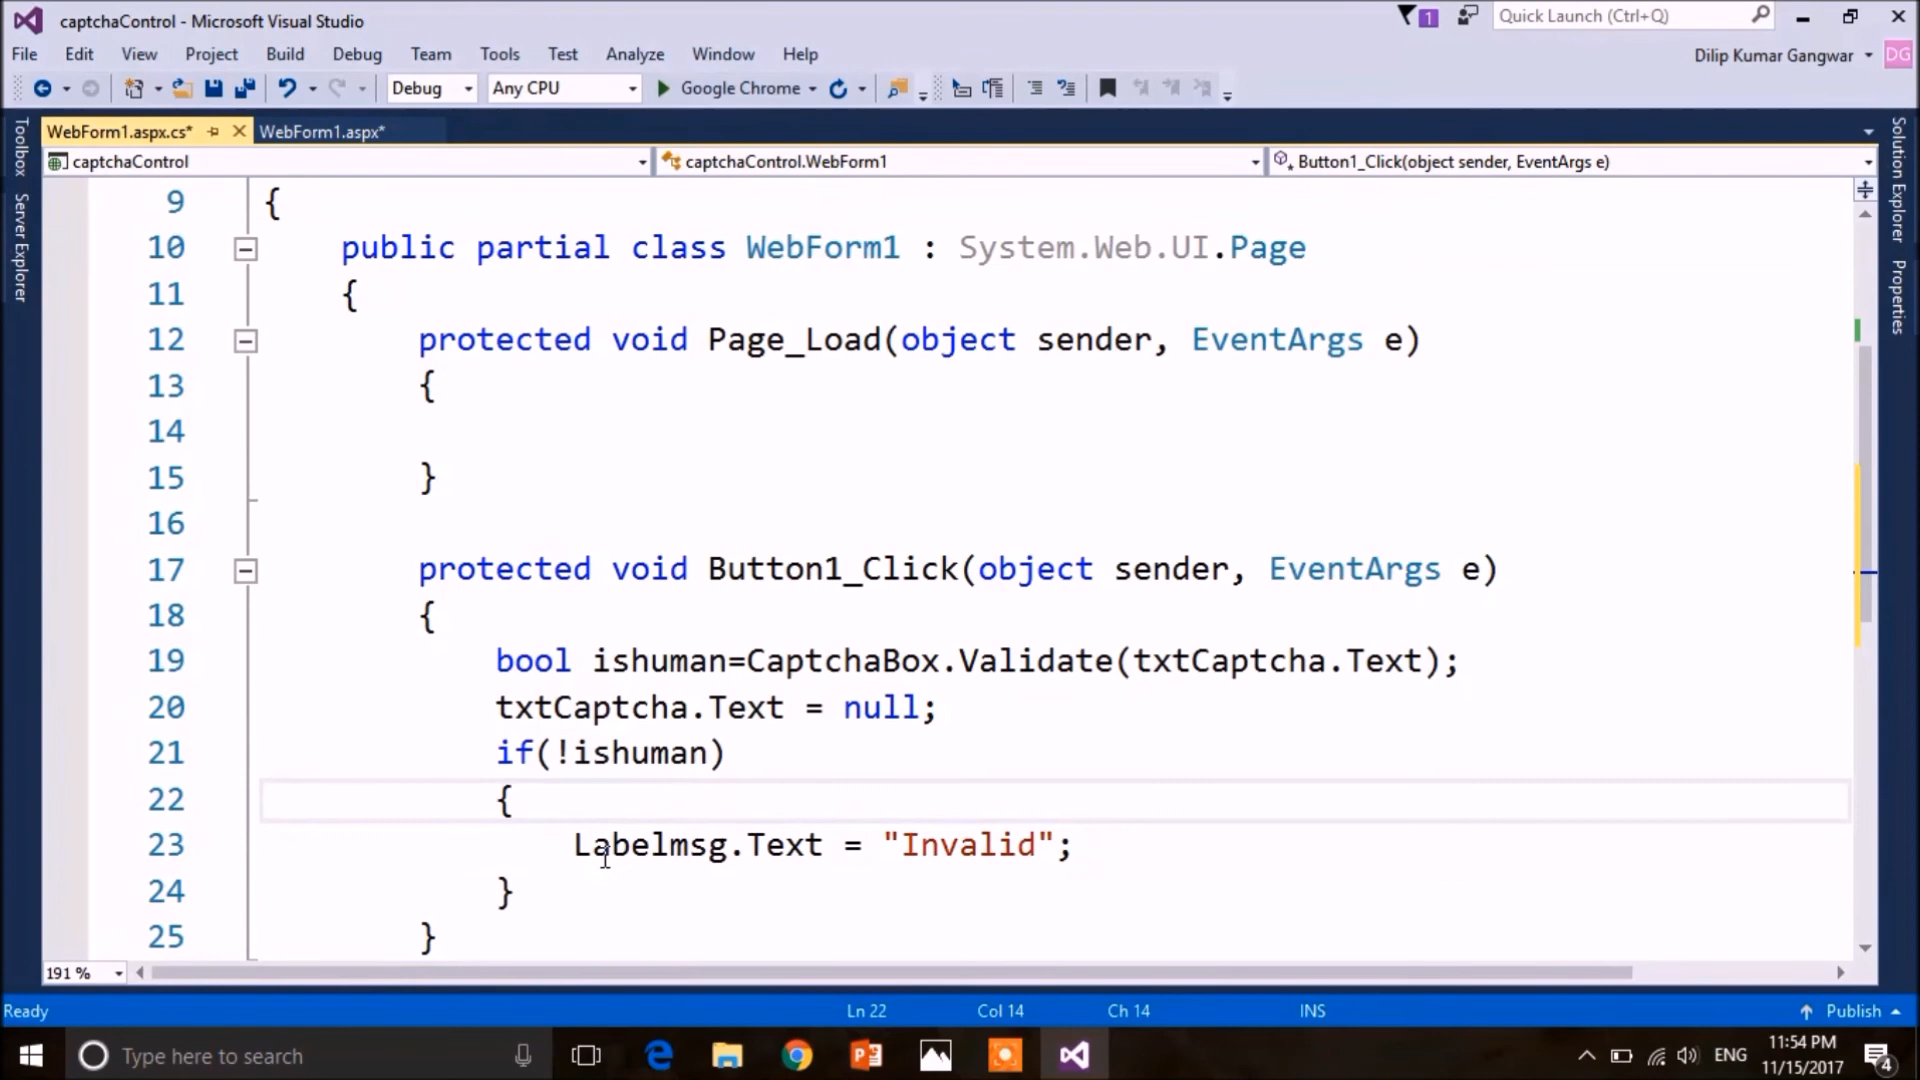 captchaControl - Microsoft Visual Studio
1
Quick Launch (Ctrl+Q)
File Edit View Project Build Debug Team Tools Test Analyze Window Help
Dilip Kumar Gangwar
DG
Debug Any CPU Google Chrome
WebForm1.aspx.cs* WebForm1.aspx*
captchaControl captchaControl.WebForm1 Button1_Click(object sender, EventArgs e)
Toolbox
Server Explorer
Solution Explorer
Properties
9 {
10 public partial class WebForm1 : System.Web.UI.Page
11 {
12 protected void Page_Load(object sender, EventArgs e)
13 {
14
15 }
16
17 protected void Button1_Click(object sender, EventArgs e)
18 {
19 bool ishuman=CaptchaBox.Validate(txtCaptcha.Text);
20 txtCaptcha.Text = null;
21 if(!ishuman)
22 {
23 Labelmsg.Text = "Invalid";
24 }
25 }
191 %
Ready Ln 22 Col 14 Ch 14 INS Publish
Type here to search
ENG
11:54 PM
11/15/2017
4